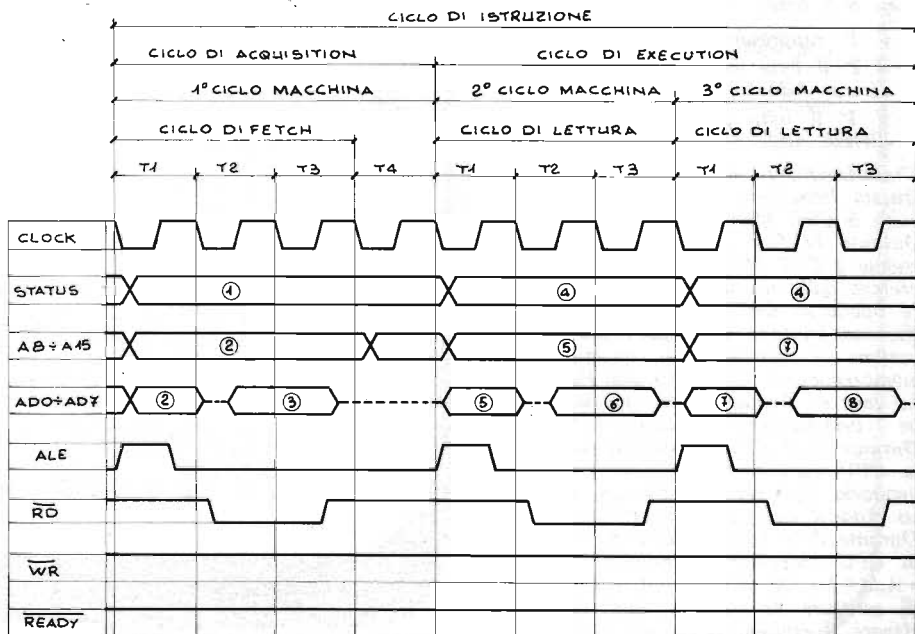 CICLO DI ISTRUZIONE
CICLO DI ACQUISITION CICLO DI EXECUTION
1° CICLO MACCHINA 2° CICLO MACCHINA 3° CICLO MACCHINA
CICLO DI FETCH CICLO DI LETTURA CICLO DI LETTURA
T1 T2 T3 T4 T1 T2 T3 T1 T2 T3
CLOCK
STATUS 1 4 4
A8÷A15 2 5 7
AD0÷AD7 2 3 5 6 7 8
ALE
RD
WR
READY